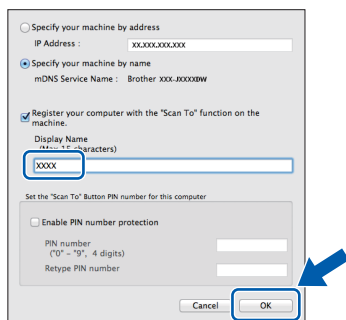 Specify your machine by address
IP Address : xx.xxx.xxx.xxx
Specify your machine by name
mDNS Service Name : Brother XXX-JXXXXDW
Register your computer with the "Scan To" function on the
machine.
Display Name
(Max 15 characters)
XXXX
Set the "Scan To" Button PIN number for this computer
Enable PIN number protection
PIN number
("0" - "9", 4 digits)
Retype PIN number
Cancel OK